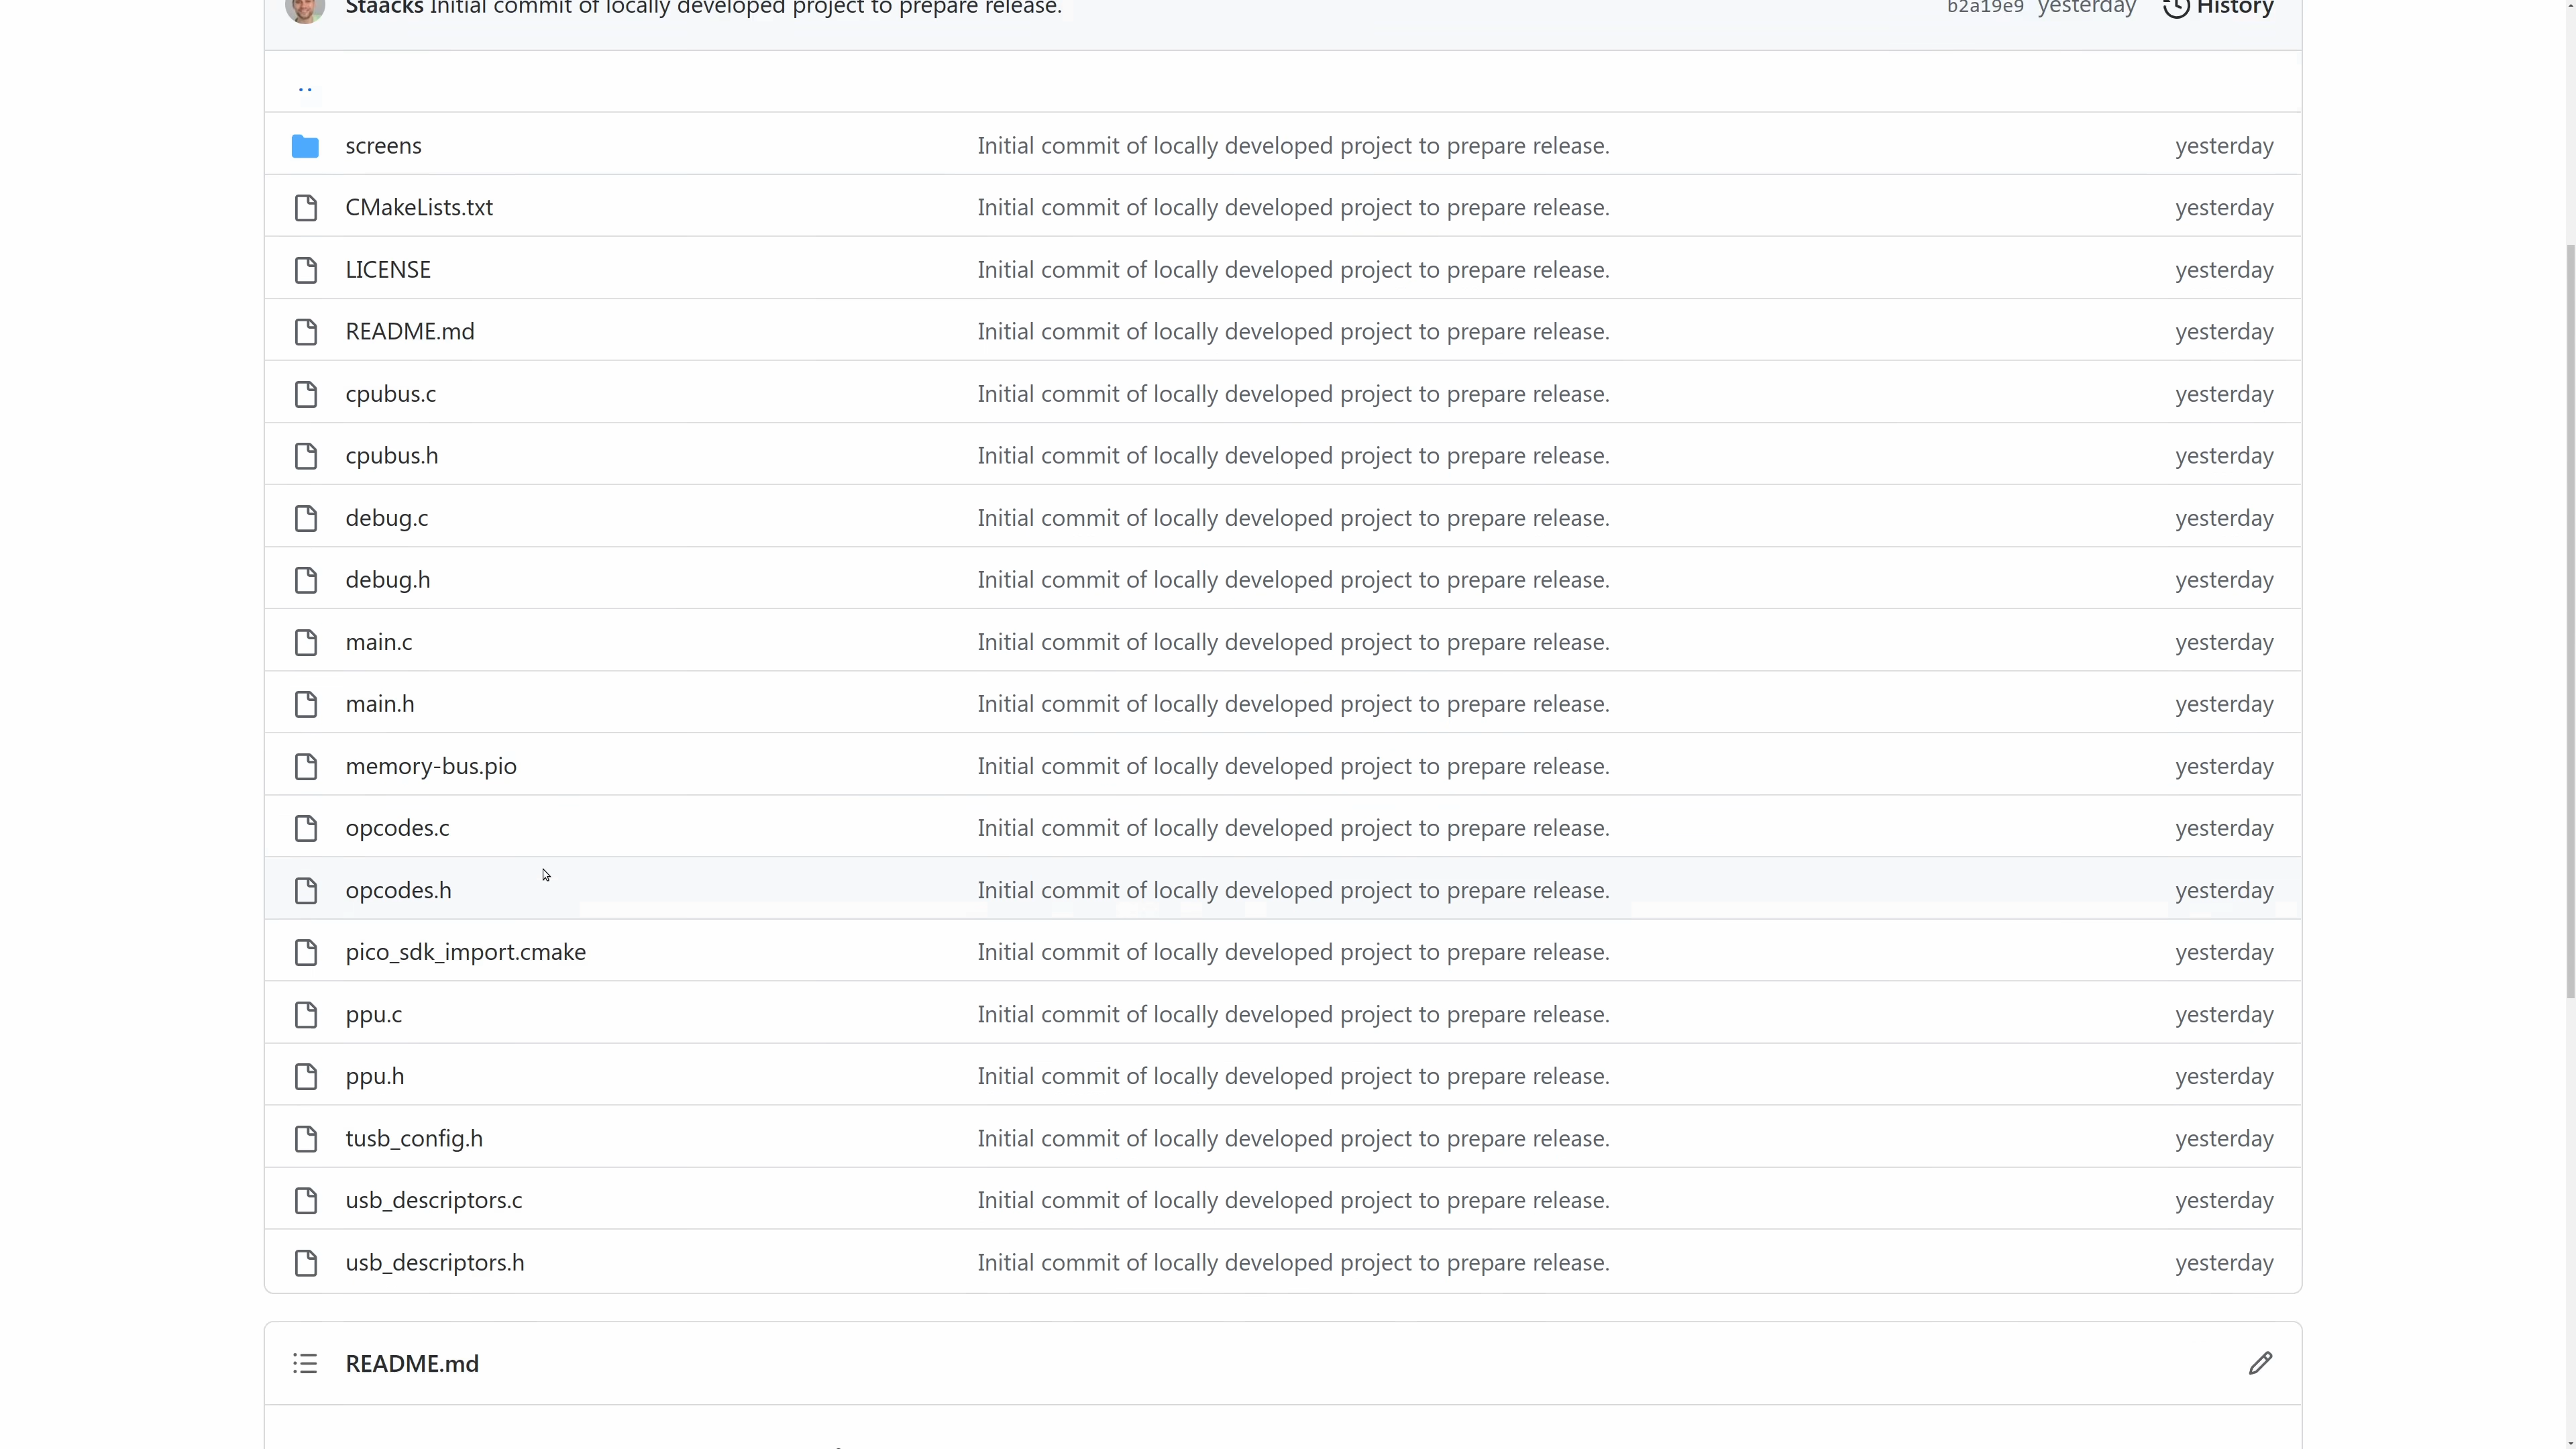 Staacks Initial commit of locally developed project to prepare release. b2a19e9 yesterday History
..
screens Initial commit of locally developed project to prepare release. yesterday
CMakeLists.txt Initial commit of locally developed project to prepare release. yesterday
LICENSE Initial commit of locally developed project to prepare release. yesterday
README.md Initial commit of locally developed project to prepare release. yesterday
cpubus.c Initial commit of locally developed project to prepare release. yesterday
cpubus.h Initial commit of locally developed project to prepare release. yesterday
debug.c Initial commit of locally developed project to prepare release. yesterday
debug.h Initial commit of locally developed project to prepare release. yesterday
main.c Initial commit of locally developed project to prepare release. yesterday
main.h Initial commit of locally developed project to prepare release. yesterday
memory-bus.pio Initial commit of locally developed project to prepare release. yesterday
opcodes.c Initial commit of locally developed project to prepare release. yesterday
opcodes.h Initial commit of locally developed project to prepare release. yesterday
pico_sdk_import.cmake Initial commit of locally developed project to prepare release. yesterday
ppu.c Initial commit of locally developed project to prepare release. yesterday
ppu.h Initial commit of locally developed project to prepare release. yesterday
tusb_config.h Initial commit of locally developed project to prepare release. yesterday
usb_descriptors.c Initial commit of locally developed project to prepare release. yesterday
usb_descriptors.h Initial commit of locally developed project to prepare release. yesterday
README.md